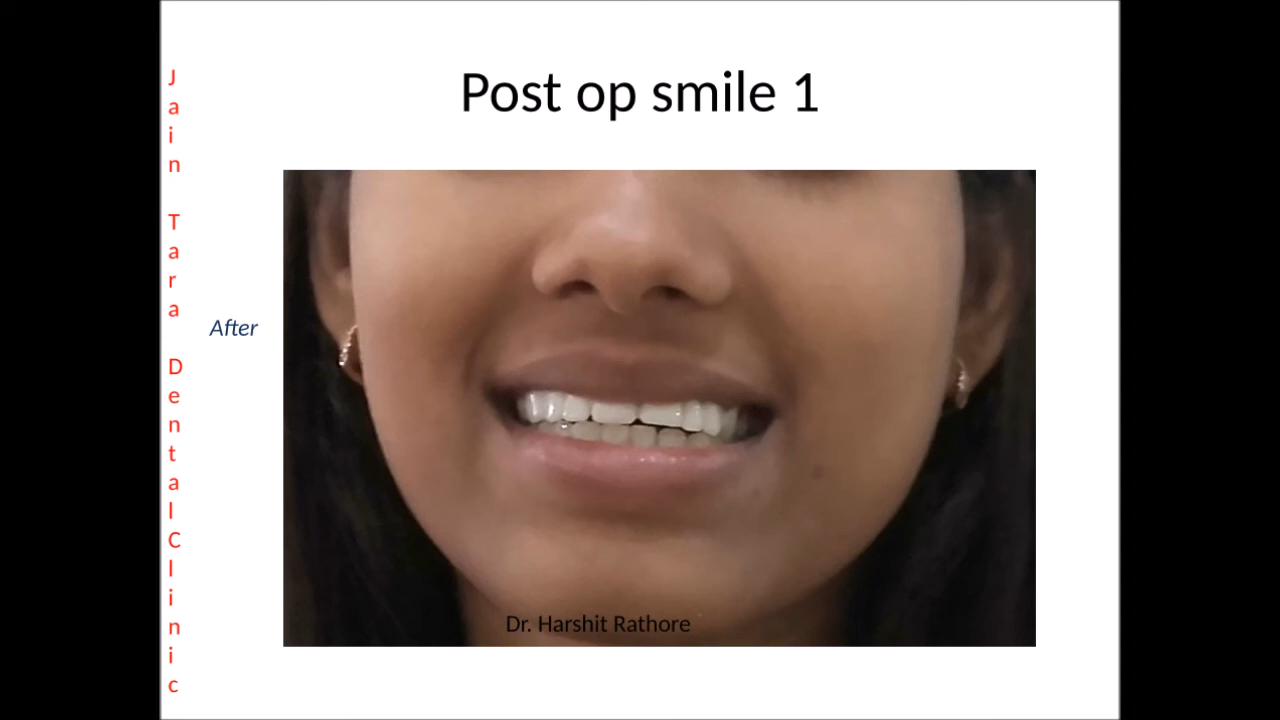 Post op smile 1
Jain Tara DentalClinic
After
Dr. Harshit Rathore